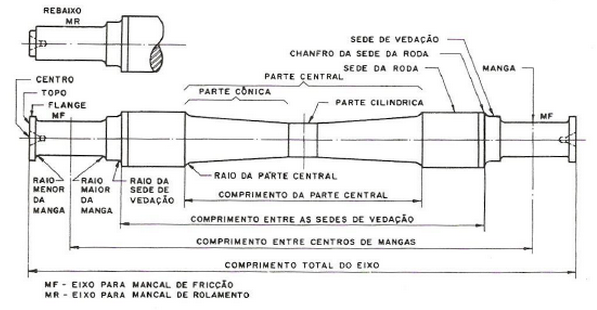 REBAIXO
MR
SEDE DE VEDAÇÃO
CHANFRO DA SEDE DA RODA
SEDE DA RODA
MANGA
CENTRO
TOPO
FLANGE
MF
PARTE CENTRAL
PARTE CÔNICA
PARTE CILINDRICA
MF
RAIO
MENOR
DA
MANGA
RAIO
MAIOR
DA
MANGA
RAIO DA
SEDE DE
VEDAÇÃO
RAIO DA PARTE CENTRAL
COMPRIMENTO DA PARTE CENTRAL
COMPRIMENTO ENTRE AS SEDES DE VEDAÇÃO
COMPRIMENTO ENTRE CENTROS DE MANGAS
COMPRIMENTO TOTAL DO EIXO
MF - EIXO PARA MANCAL DE FRICÇÃO
MR - EIXO PARA MANCAL DE ROLAMENTO